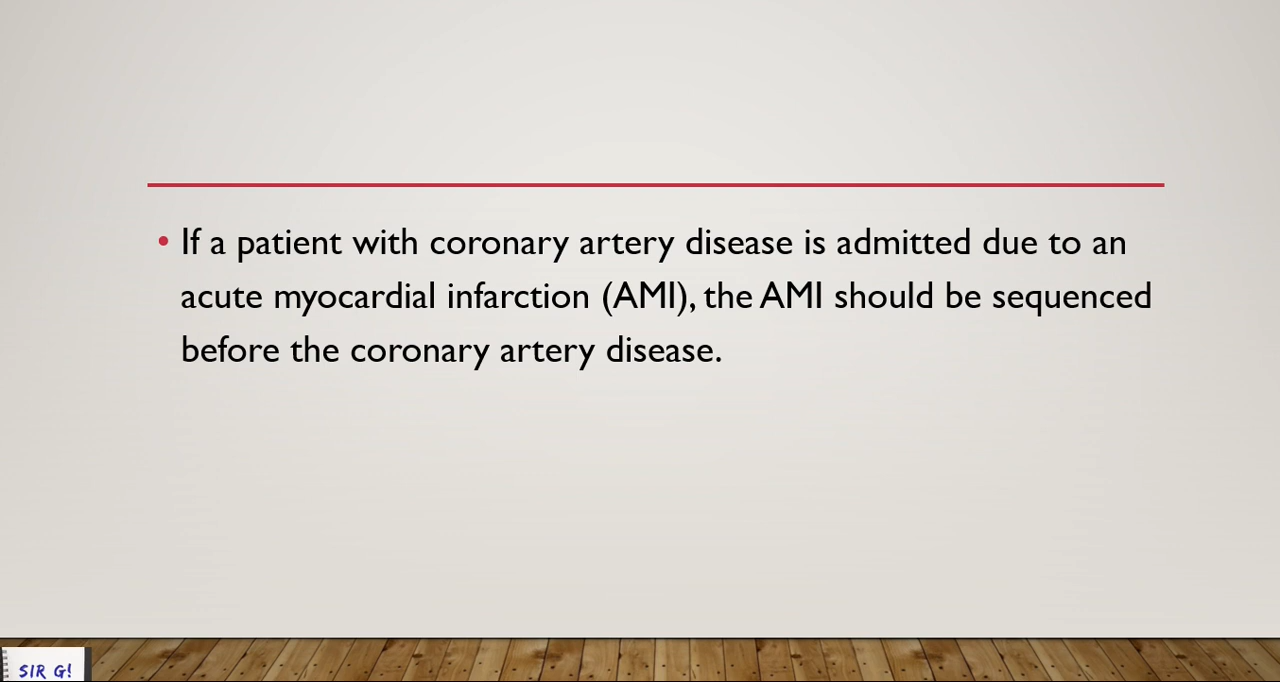 • If a patient with coronary artery disease is admitted due to an
acute myocardial infarction (AMI), the AMI should be sequenced
before the coronary artery disease.
SIR G!